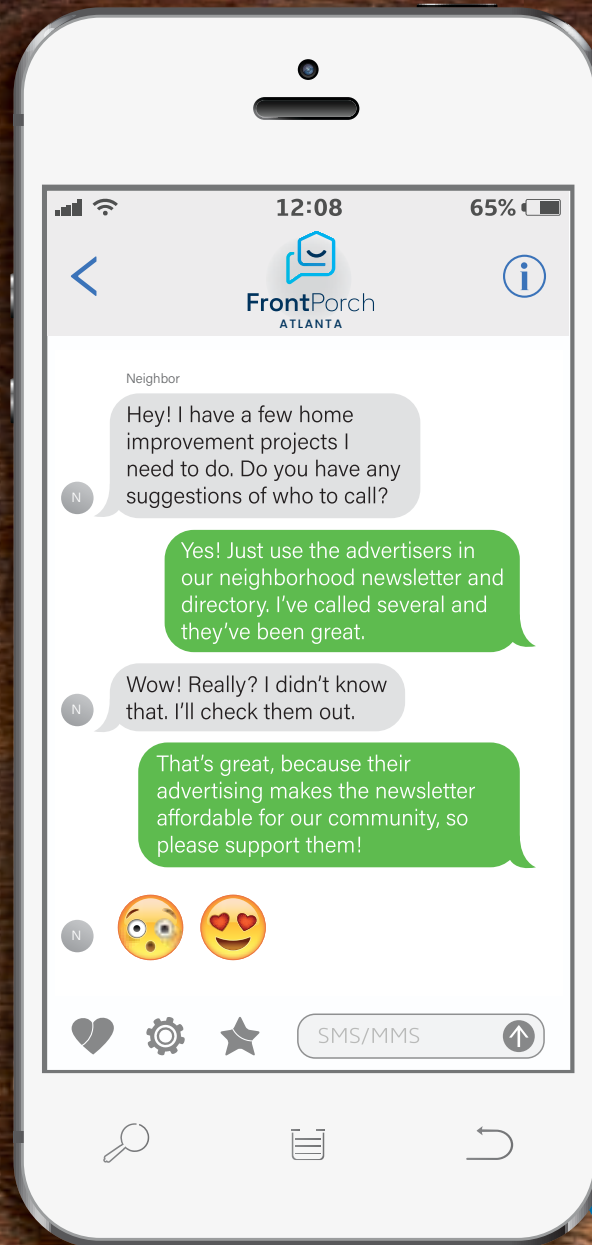 12:08
65%
FrontPorch
ATLANTA
Neighbor
Hey! I have a few home
improvement projects I
need to do. Do you have any
suggestions of who to call?
N
Yes! Just use the advertisers in
our neighborhood newsletter and
directory. I’ve called several and
they’ve been great.
Wow! Really? I didn’t know
that. I’ll check them out.
N
That’s great, because their
advertising makes the newsletter
affordable for our community, so
please support them!
N
SMS/MMS